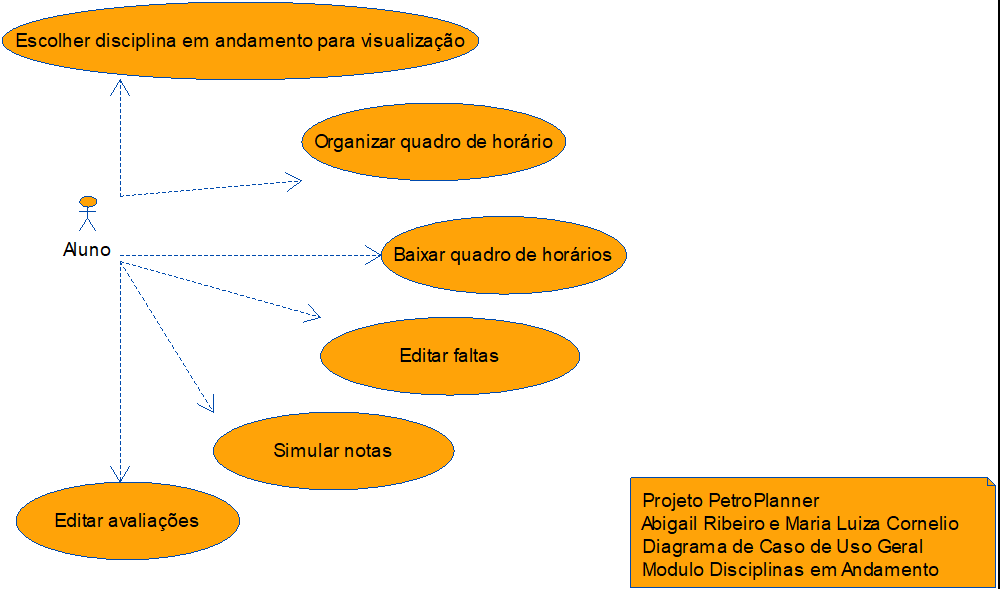 Escolher disciplina em andamento para visualização
Organizar quadro de horário
Aluno
Baixar quadro de horários
Editar faltas
Simular notas
Editar avaliações
Projeto PetroPlanner
Abigail Ribeiro e Maria Luiza Cornelio
Diagrama de Caso de Uso Geral
Modulo Disciplinas em Andamento